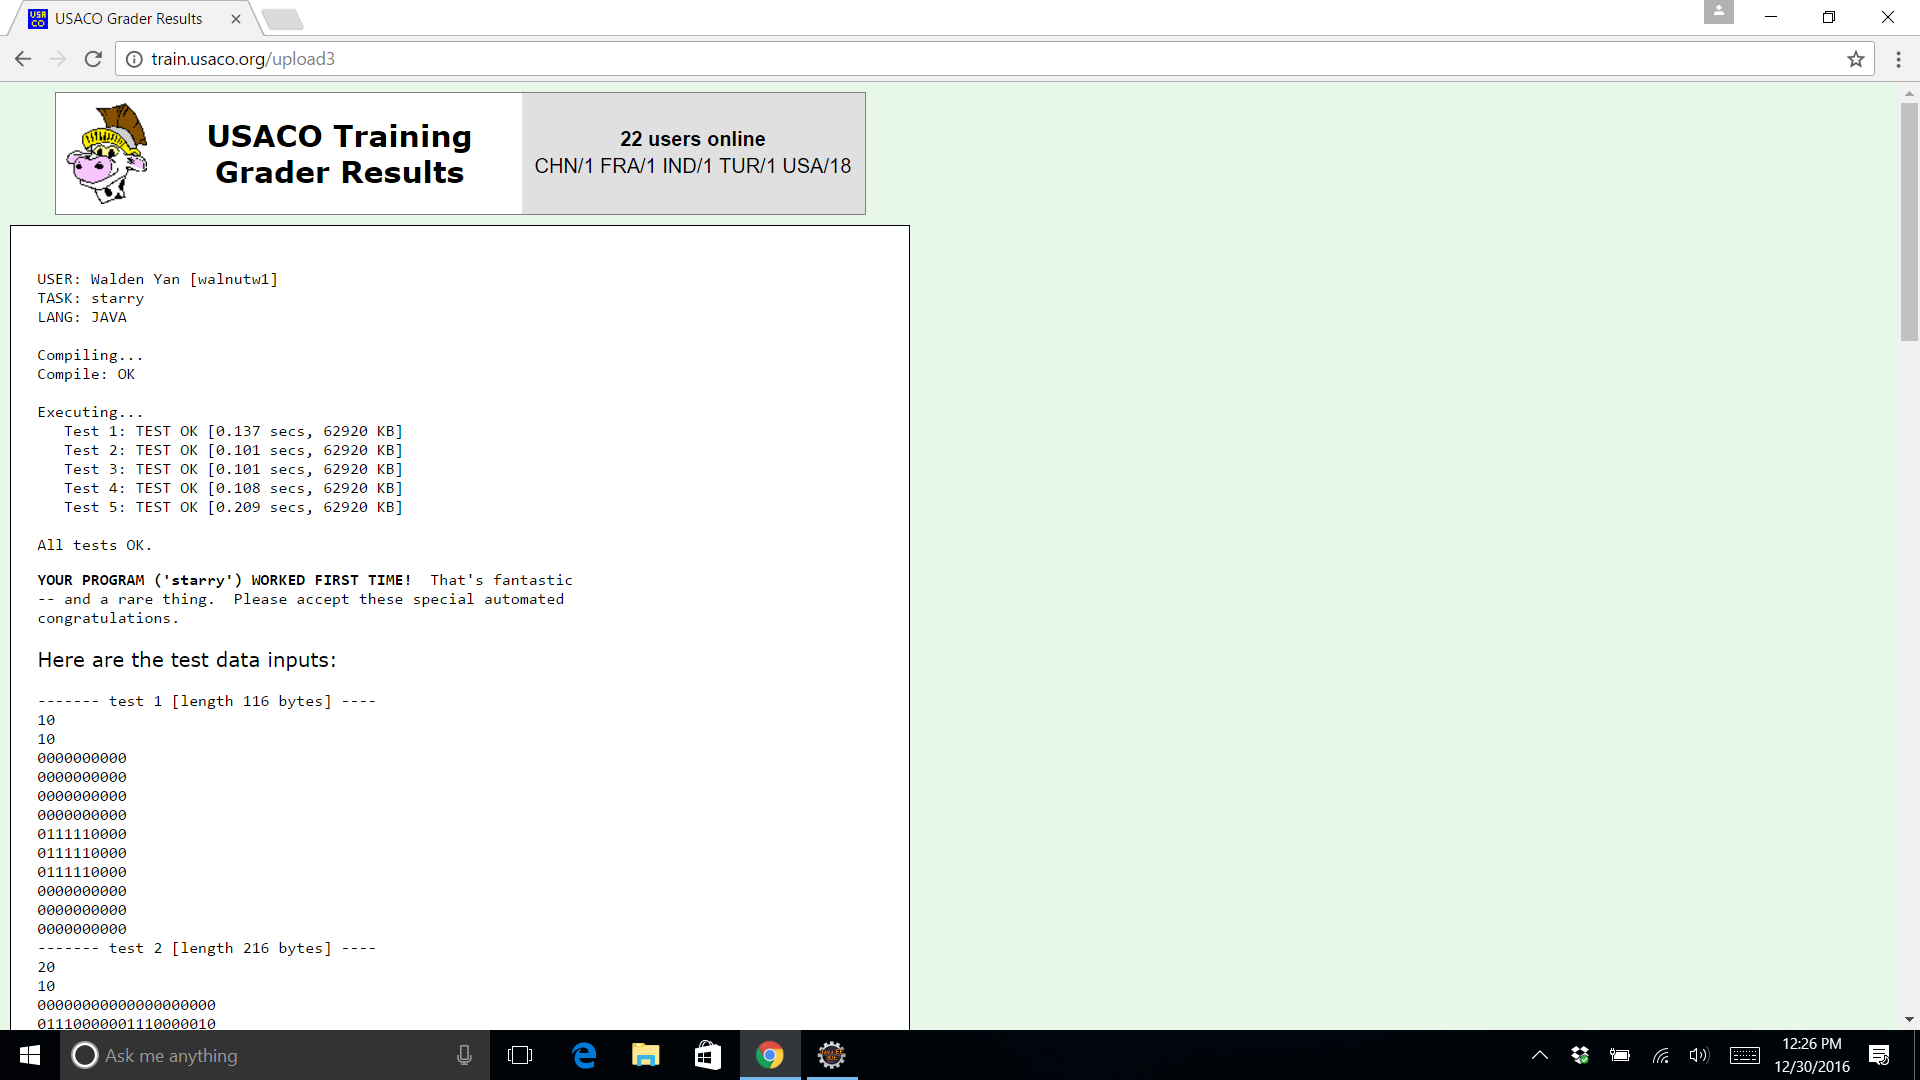 USACO Grader Results
train.usaco.org/upload3
USACO Training
Grader Results
22 users online
CHN/1 FRA/1 IND/1 TUR/1 USA/18
USER: Walden Yan [walnutw1]
TASK: starry
LANG: JAVA
Compiling...
Compile: OK
Executing...
Test 1: TEST OK [0.137 secs, 62920 KB]
Test 2: TEST OK [0.101 secs, 62920 KB]
Test 3: TEST OK [0.101 secs, 62920 KB]
Test 4: TEST OK [0.108 secs, 62920 KB]
Test 5: TEST OK [0.209 secs, 62920 KB]
All tests OK.
YOUR PROGRAM ('starry') WORKED FIRST TIME!  That's fantastic
-- and a rare thing.  Please accept these special automated
congratulations.
Here are the test data inputs:
------- test 1 [length 116 bytes] ----
10
10
0000000000
0000000000
0000000000
0000000000
0111110000
0111110000
0111110000
0000000000
0000000000
0000000000
------- test 2 [length 216 bytes] ----
20
10
00000000000000000000
01110000001110000010
Ask me anything
12:26 PM
12/30/2016